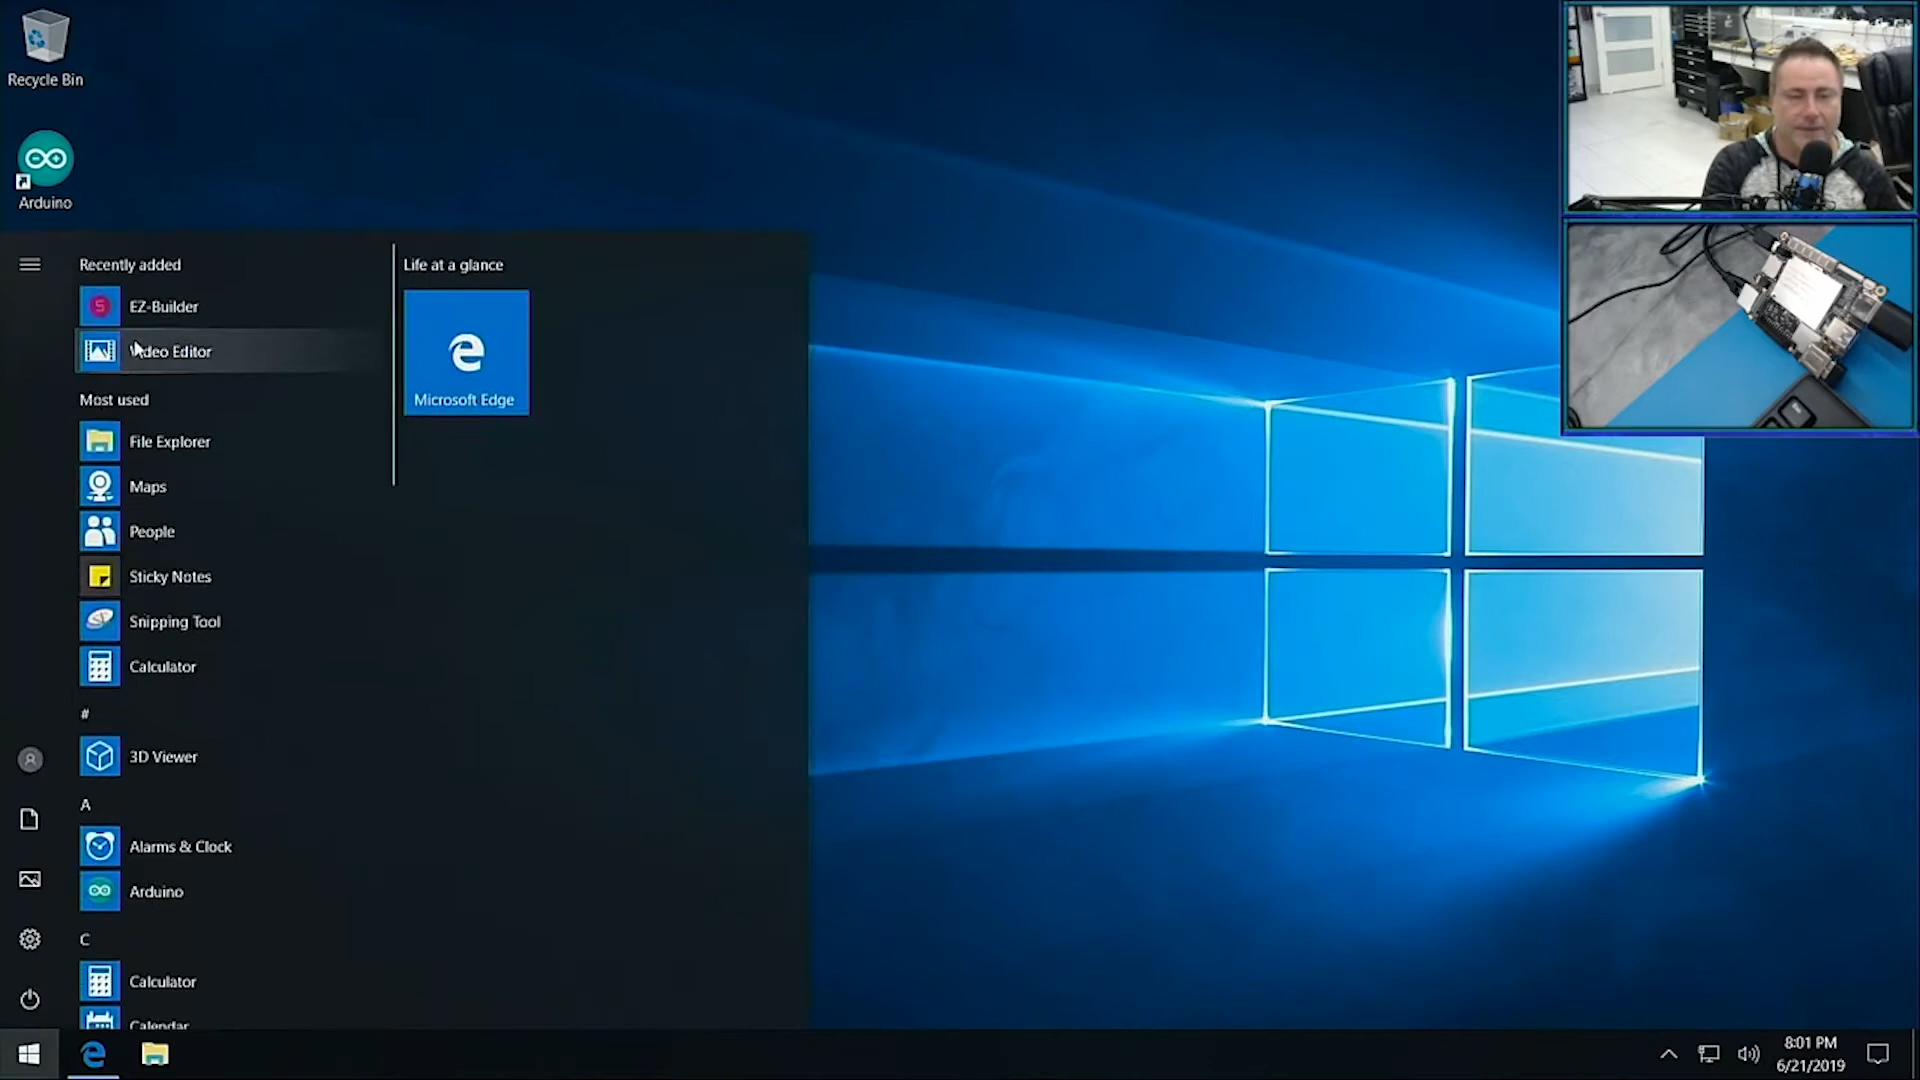 Recycle Bin
Arduino
Recently added
EZ-Builder
Video Editor
Most used
File Explorer
Maps
People
Sticky Notes
Snipping Tool
Calculator
#
3D Viewer
A
Alarms & Clock
Arduino
C
Calculator
Calendar
Life at a glance
Microsoft Edge
8:01 PM
6/21/2019